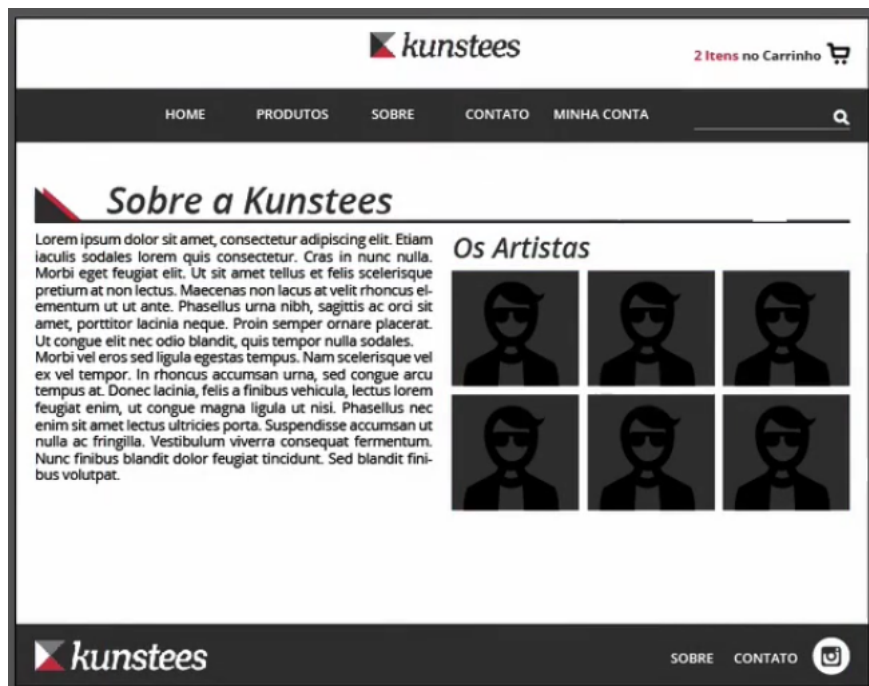 kunstees
2 Itens no Carrinho
HOME PRODUTOS SOBRE CONTATO MINHA CONTA
Sobre a Kunstees
Lorem ipsum dolor sit amet, consectetur adipiscing elit. Etiam
iaculis sodales lorem quis consectetur. Cras in nunc nulla.
Morbi eget feugiat elit. Ut sit amet tellus et felis scelerisque
pretium at non lectus. Maecenas non lacus at velit rhoncus el-
ementum ut ut ante. Phasellus urna nibh, sagittis ac orci sit
amet, porttitor lacinia neque. Proin semper ornare placerat.
Ut congue elit nec odio blandit, quis tempor nulla sodales.
Morbi vel eros sed ligula egestas tempus. Nam scelerisque vel
ex vel tempor. In rhoncus accumsan urna, sed congue arcu
tempus at. Donec lacinia, felis a finibus vehicula, lectus lorem
feugiat enim, ut congue magna ligula ut nisi. Phasellus nec
enim sit amet lectus ultricies porta. Suspendisse accumsan ut
nulla ac fringilla. Vestibulum viverra consequat fermentum.
Nunc finibus blandit dolor feugiat tincidunt. Sed blandit fini-
bus volutpat.
Os Artistas
kunstees
SOBRE CONTATO